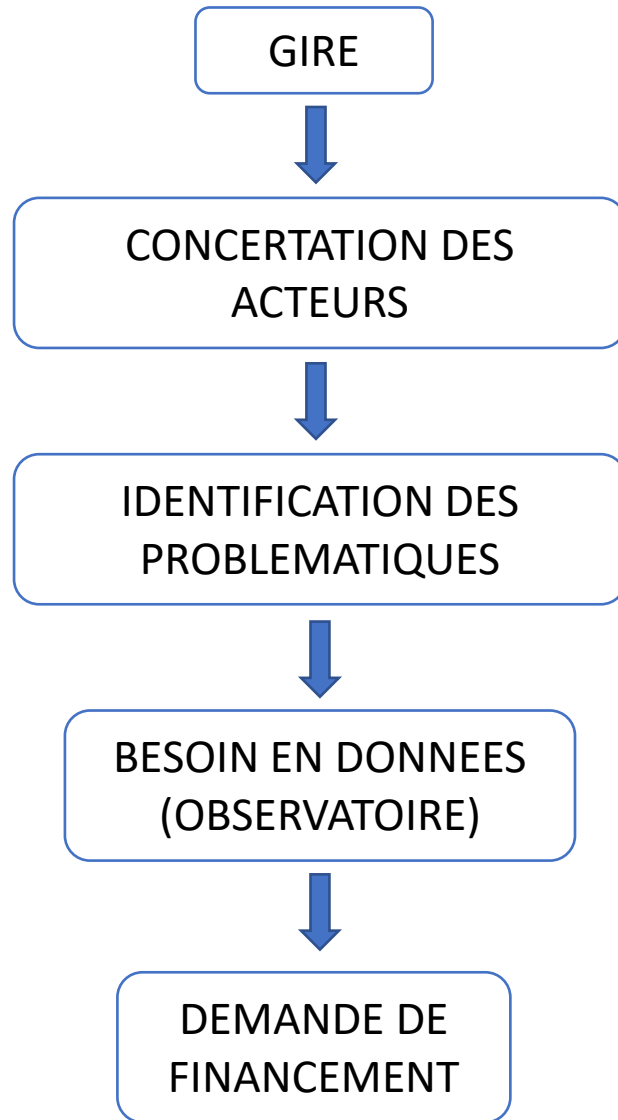 GIRE
CONCERTATION DES
ACTEURS
IDENTIFICATION DES
PROBLEMATIQUES
BESOIN EN DONNEES
(OBSERVATOIRE)
DEMANDE DE
FINANCEMENT